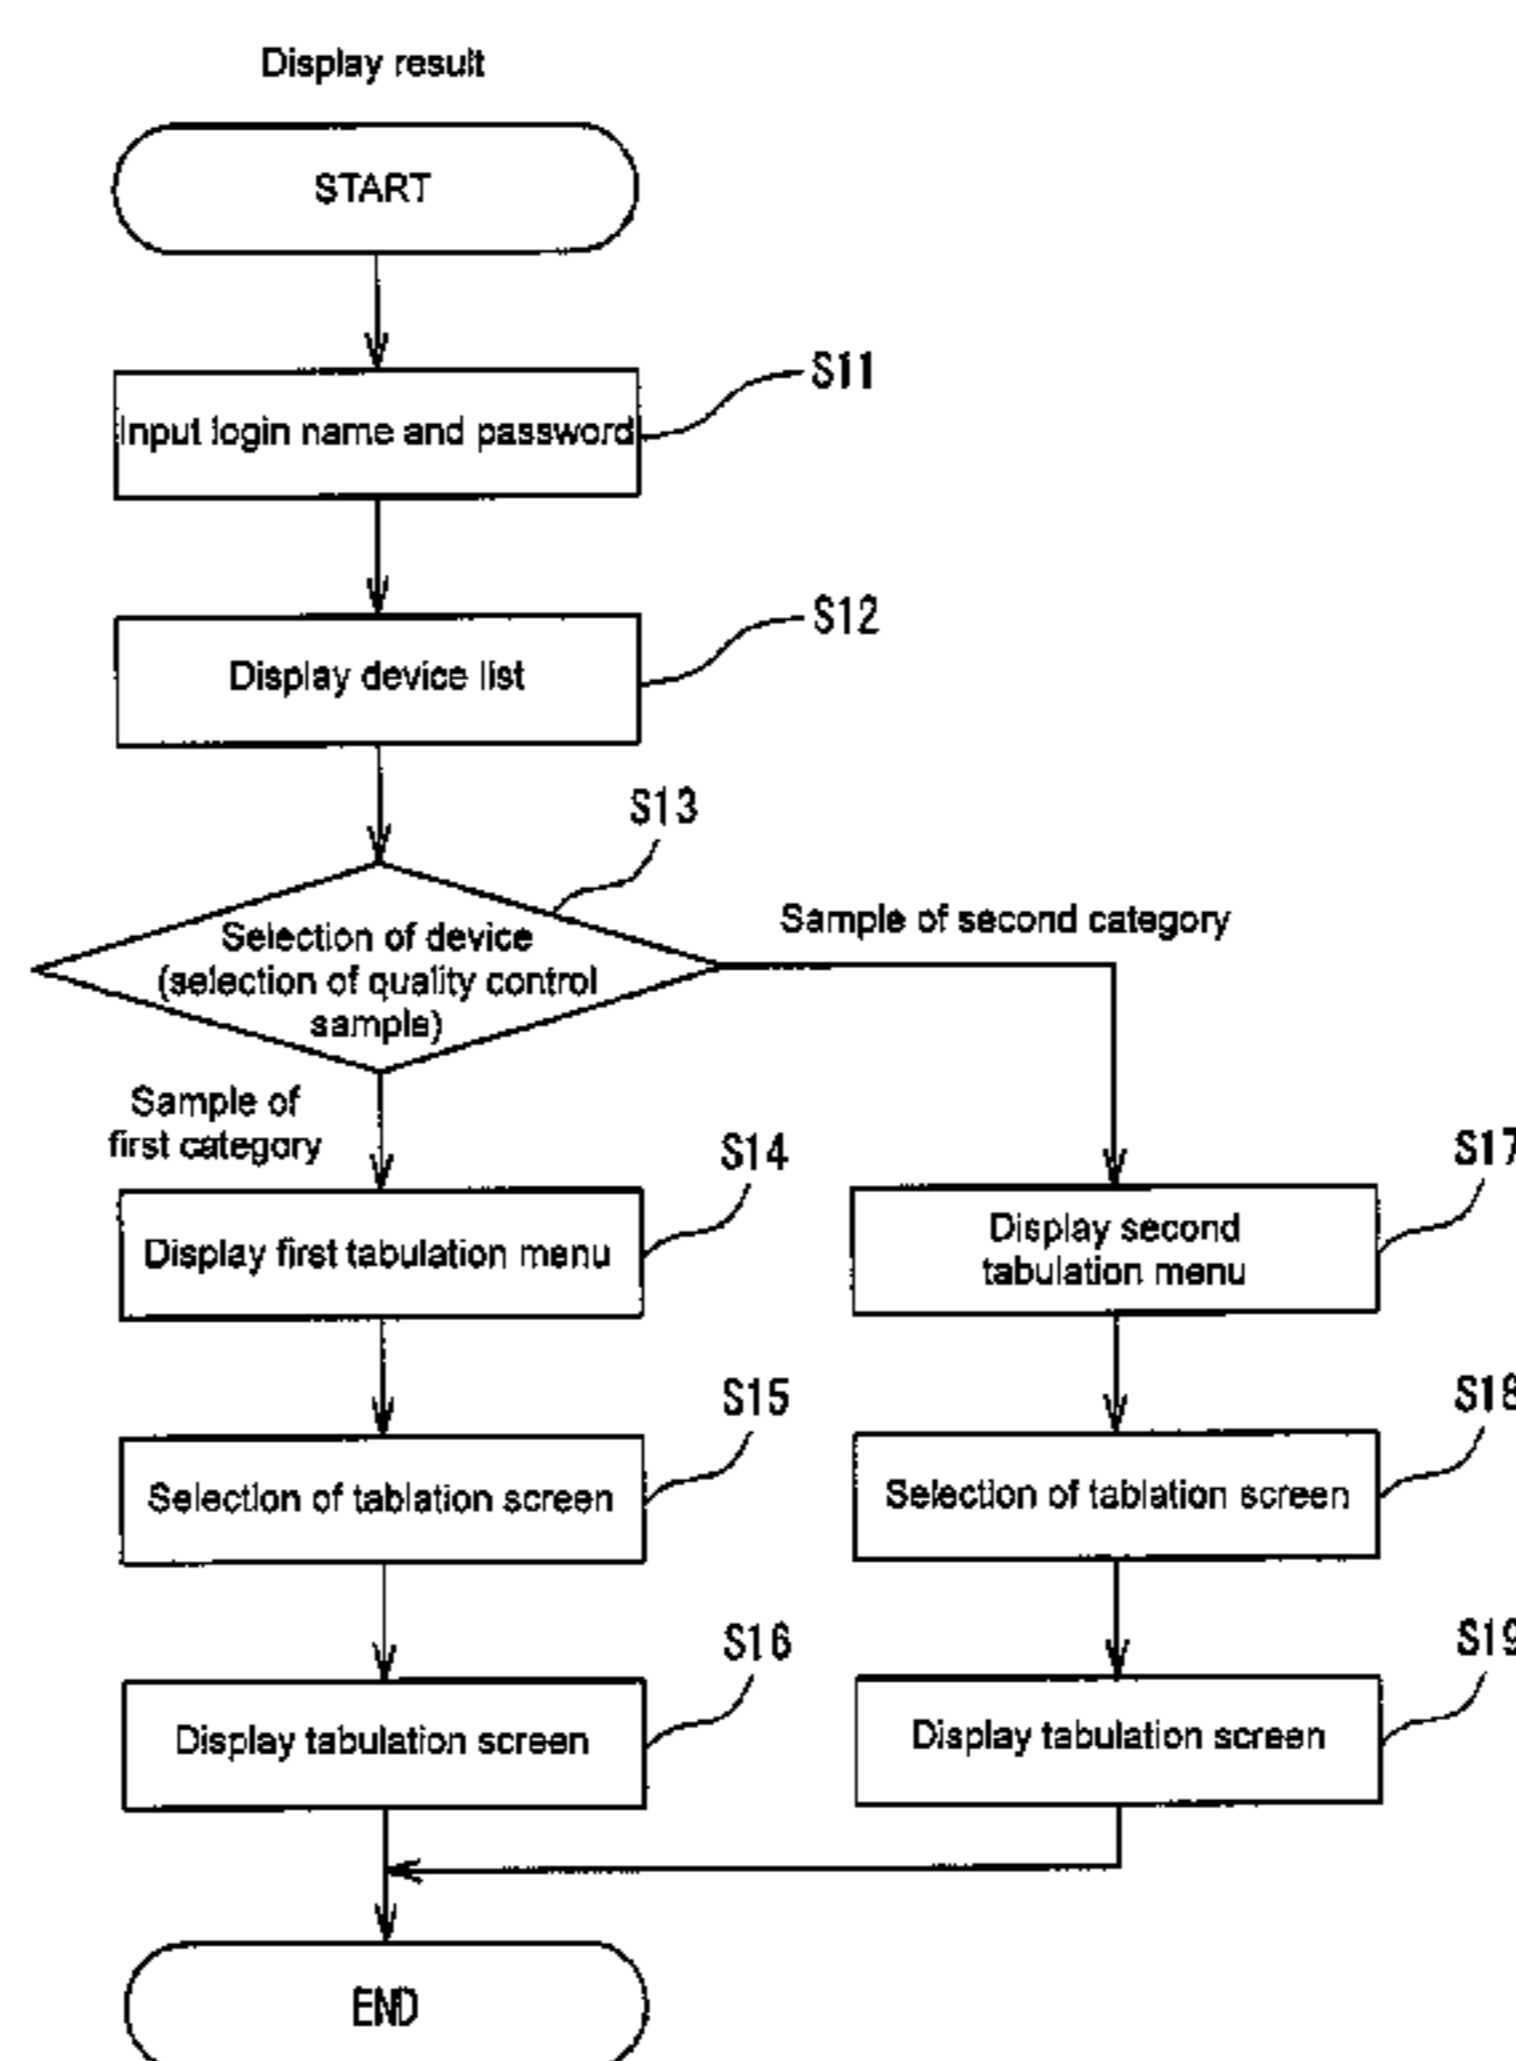 Display result
START
S11
Input login name and password
S12
Display device list
S13
Selection of device
(selection of quality control
sample)
Sample of second category
Sample of
first category
S14
Display first tabulation menu
S17
Display second
tabulation menu
S15
Selection of tablation screen
S18
Selection of tablation screen
S16
Display tabulation screen
S19
Display tabulation screen
END